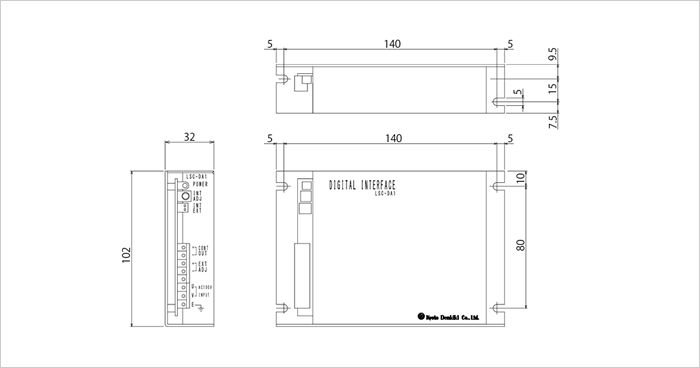 5 140 5
9.5
15
5
7.5
32
5 140 5
LSC-DA1
POWER
INT
ADJ
INT
EXT
+ CONT
- OUT
+ EXT
- ADJ
U AC100V
V INPUT
E
102
DIGITAL INTERFACE
LSC-DA1
10
80
Kyoto Denkiki Co.,Ltd.